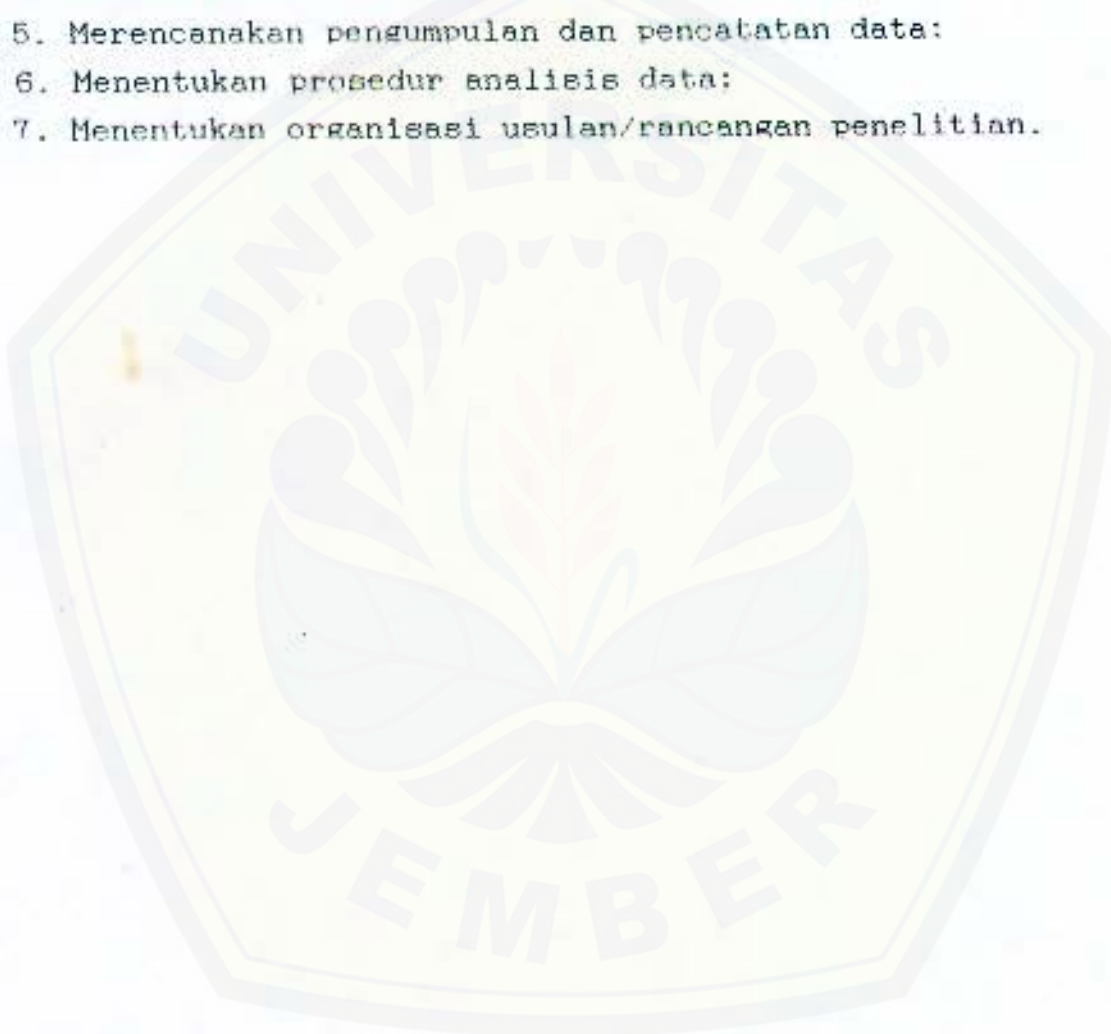 5. Merencanakan pengumpulan dan pencatatan data:
6. Menentukan prosedur analisis data:
7. Menentukan organisasi usulan/rancangan penelitian.
UNIVERSITAS
JEMBER